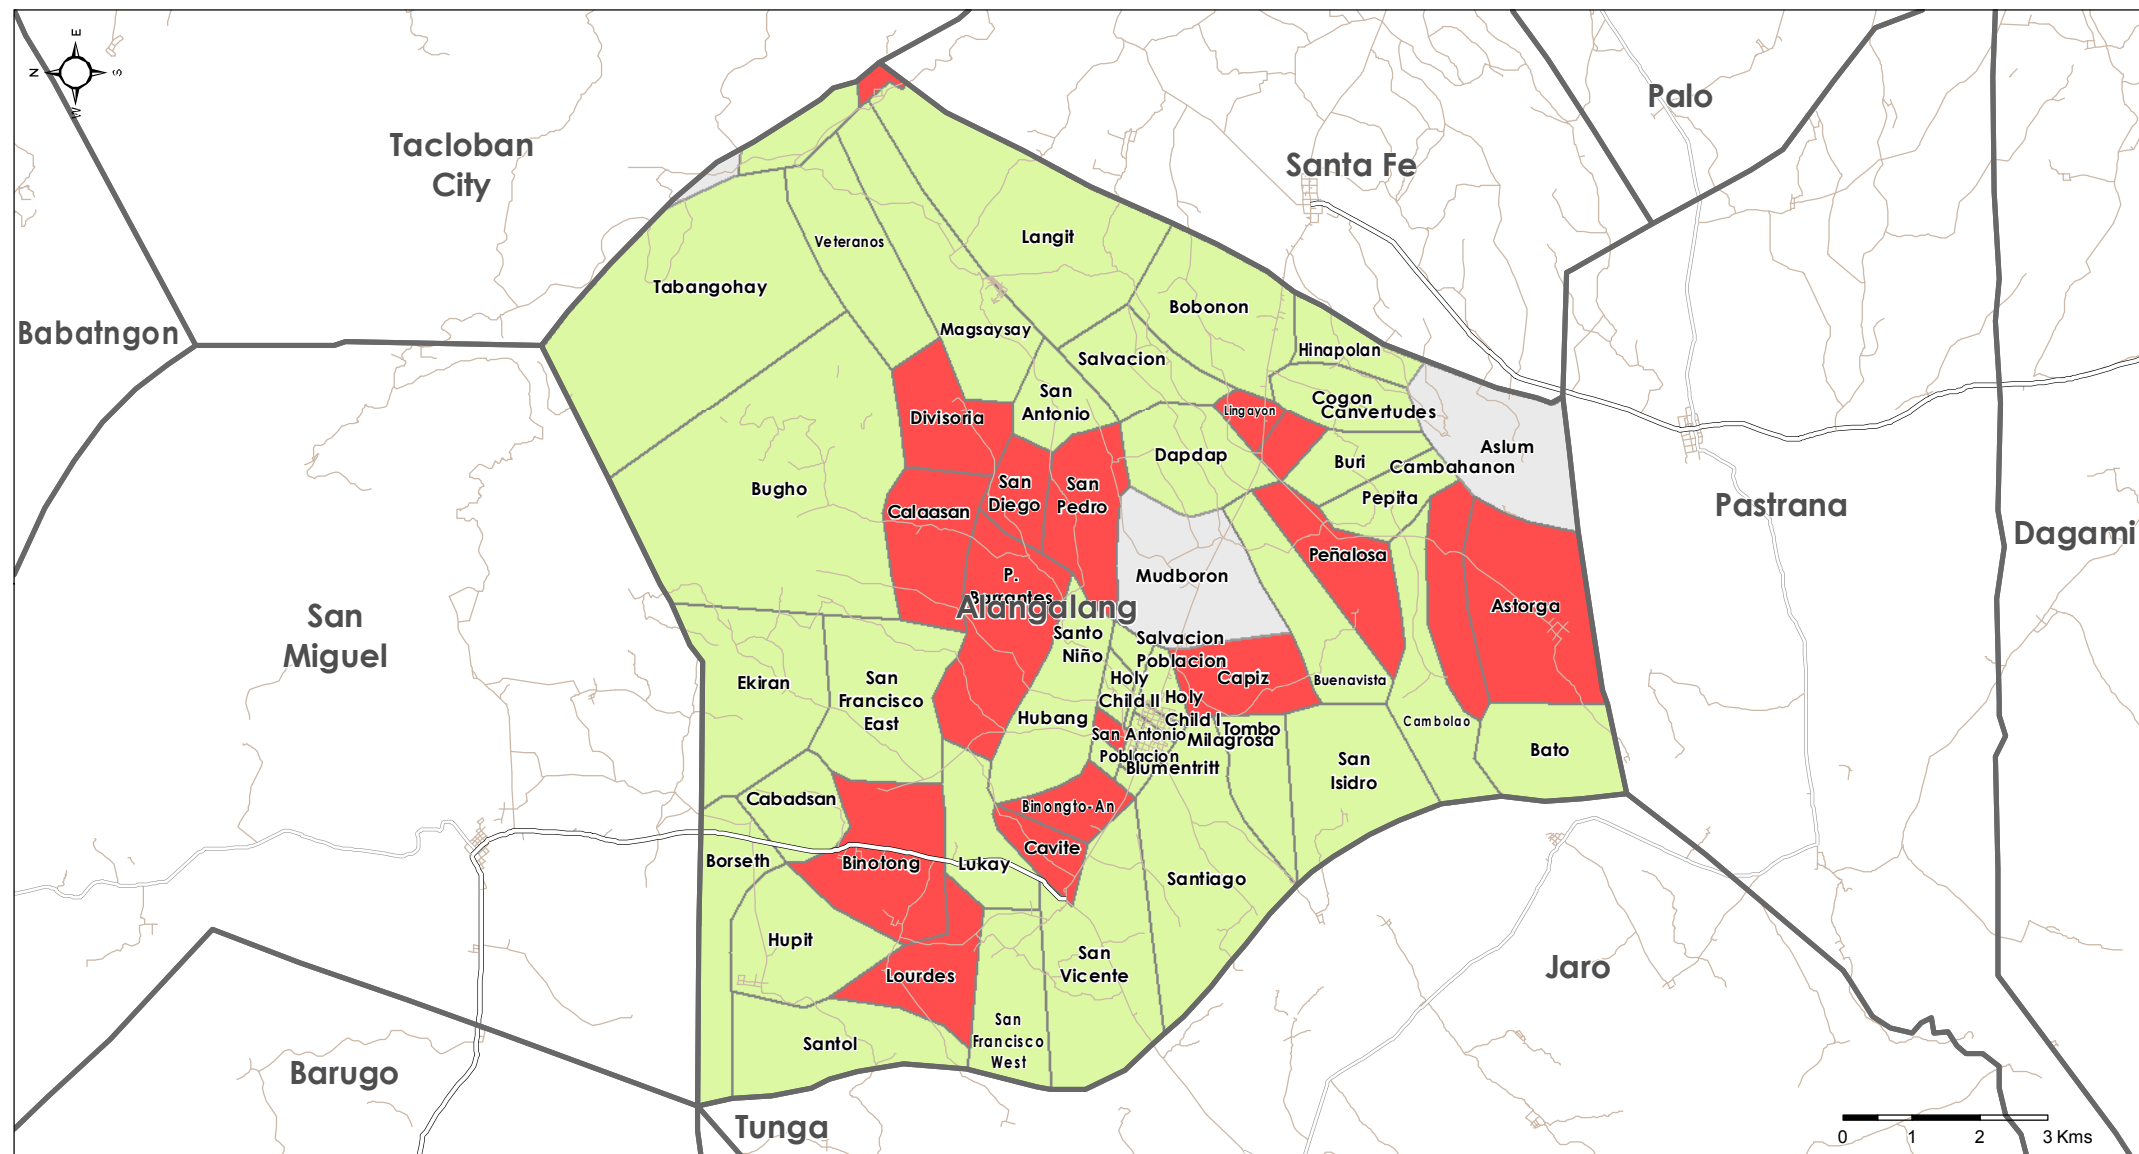 E
N
S
W
Palo
Tacloban
City
Santa Fe
Langit
Veteranos
Tabangohay
Bobonon
Babatngon
Magsaysay
Hinapolan
Salvacion
San
Antonio
Cogon
Canvertudes
Lingayon
Divisoria
Aslum
Dapdap
Buri
Cambahanon
Bugho
San
Diego
San
Pedro
Pepita
Pastrana
Calaasan
Dagami
Peñalosa
Mudboron
P.
Barrantes
Alangalang
Astorga
San
Miguel
Santo
Niño
Salvacion
Poblacion
Ekiran
San
Francisco
East
Holy
Child II
Capiz
Buenavista
Holy
Child I
Hubang
Cambolao
Tombo
San Antonio
Poblacion
Milagrosa
Bato
San
Isidro
Blumentritt
Cabadsan
Binongto-An
Cavite
Borseth
Binotong
Lukay
Santiago
Hupit
San
Vicente
Lourdes
Jaro
San
Francisco
West
Santol
Barugo
Tunga
0 1 2 3 Kms